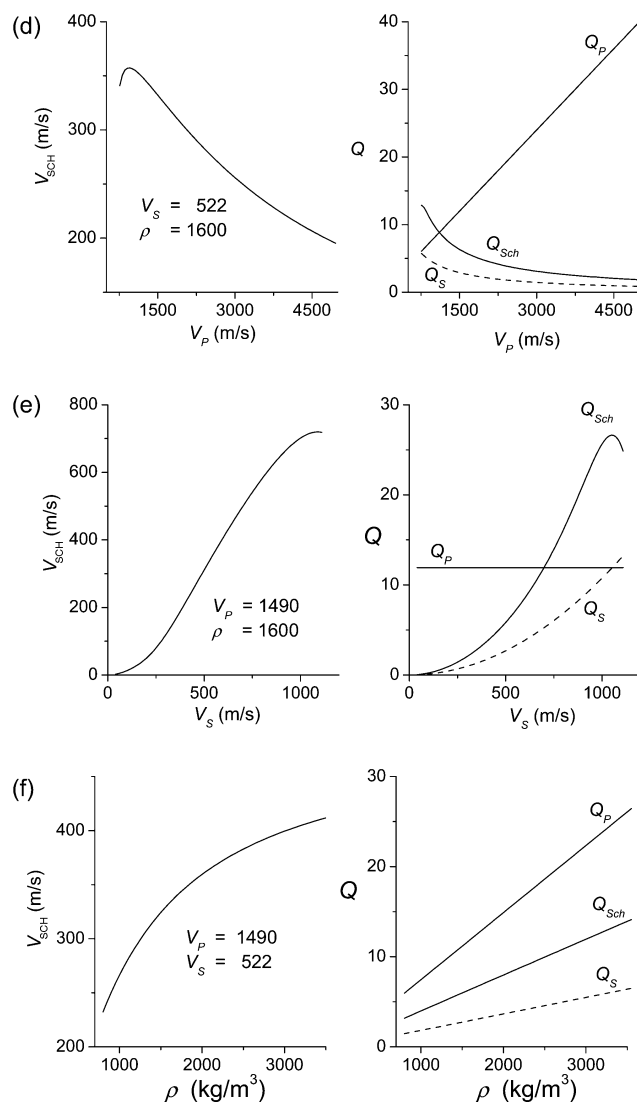 (d)
400
300
200
V_SCH (m/s)
V_S = 522
ρ = 1600
1500 3000 4500
V_P (m/s)
40
30
20
10
0
Q
Q_P
Q_Sch
Q_S
1500 3000 4500
V_P (m/s)
(e)
800
600
400
200
0
V_SCH (m/s)
V_P = 1490
ρ = 1600
0 500 1000
V_S (m/s)
30
20
10
0
Q
Q_Sch
Q_P
Q_S
0 500 1000
V_S (m/s)
(f)
400
300
200
V_SCH (m/s)
V_P = 1490
V_S = 522
1000 2000 3000
ρ (kg/m³)
30
20
10
0
Q
Q_P
Q_Sch
Q_S
1000 2000 3000
ρ (kg/m³)